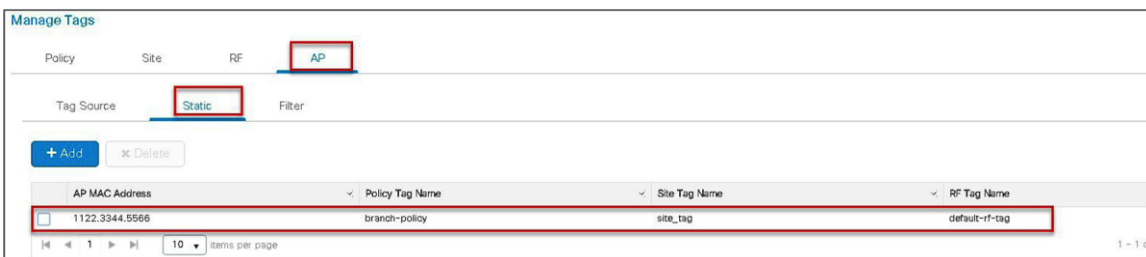 Manage Tags
Policy Site RF AP
Tag Source Static Filter
+ Add × Delete
AP MAC Address Policy Tag Name Site Tag Name RF Tag Name
1122.3344.5566 branch-policy site_tag default-rf-tag
1 10 items per page 1 - 1